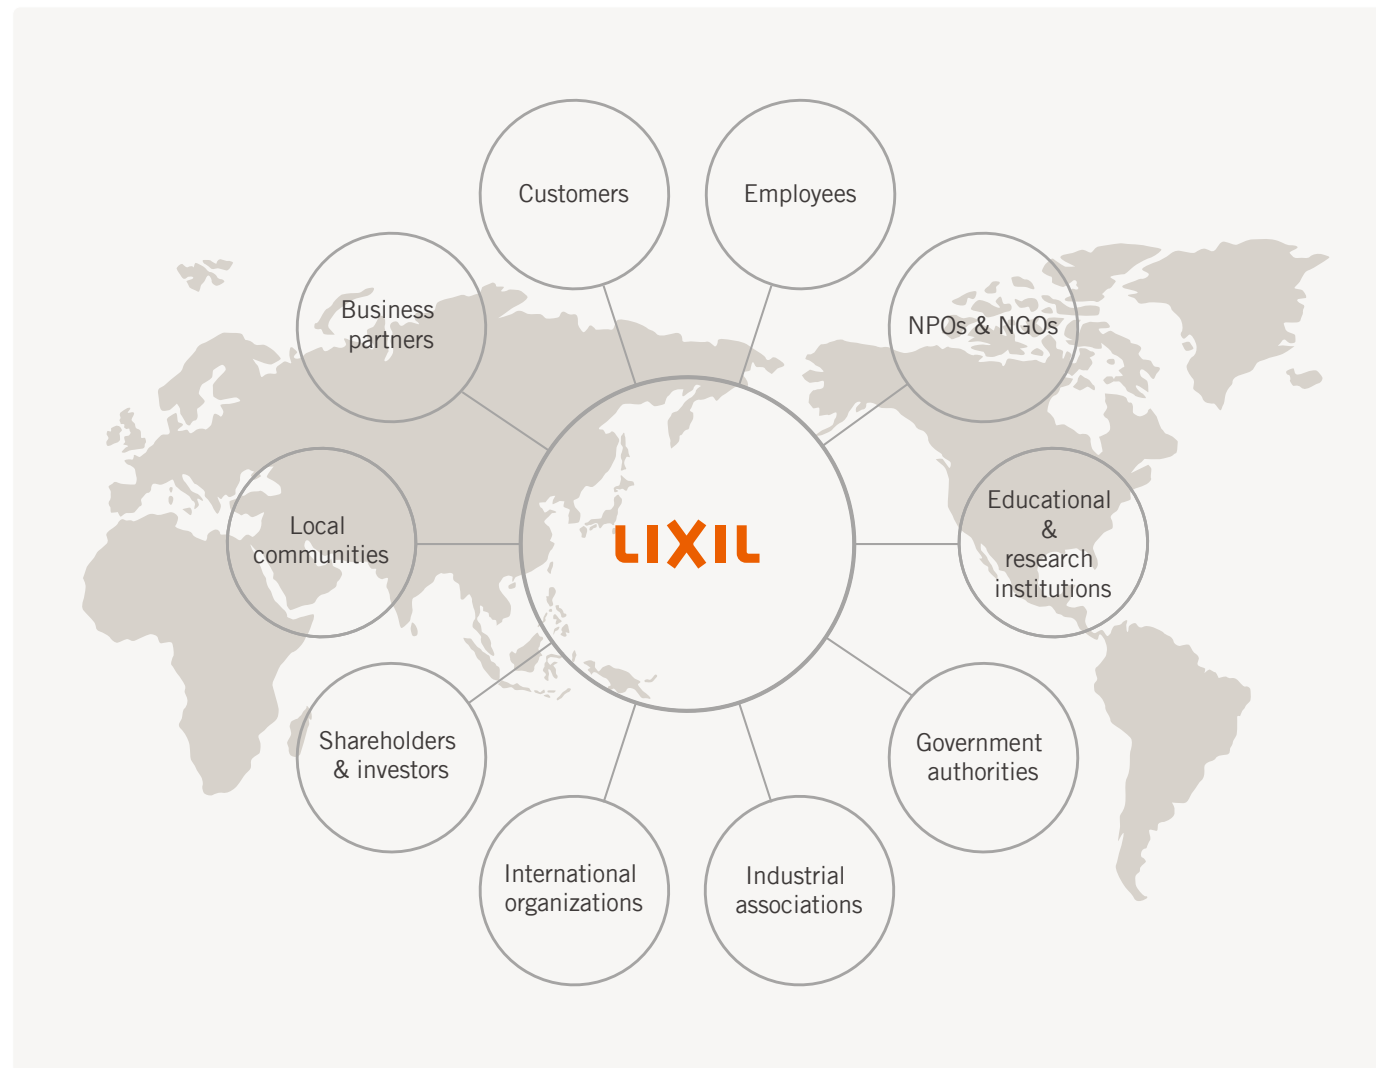 Customers
Employees
Business
partners
NPOs & NGOs
Local
communities
LIXIL
Educational
&
research
institutions
Shareholders
& investors
Government
authorities
International
organizations
Industrial
associations